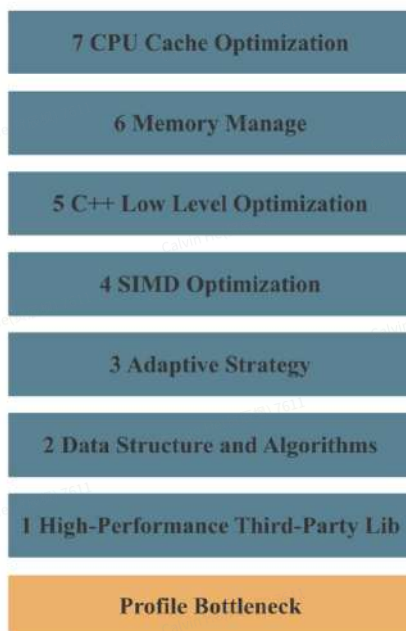 7 CPU Cache Optimization
6 Memory Manage
5 C++ Low Level Optimization
4 SIMD Optimization
3 Adaptive Strategy
2 Data Structure and Algorithms
1 High-Performance Third-Party Lib
Profile Bottleneck